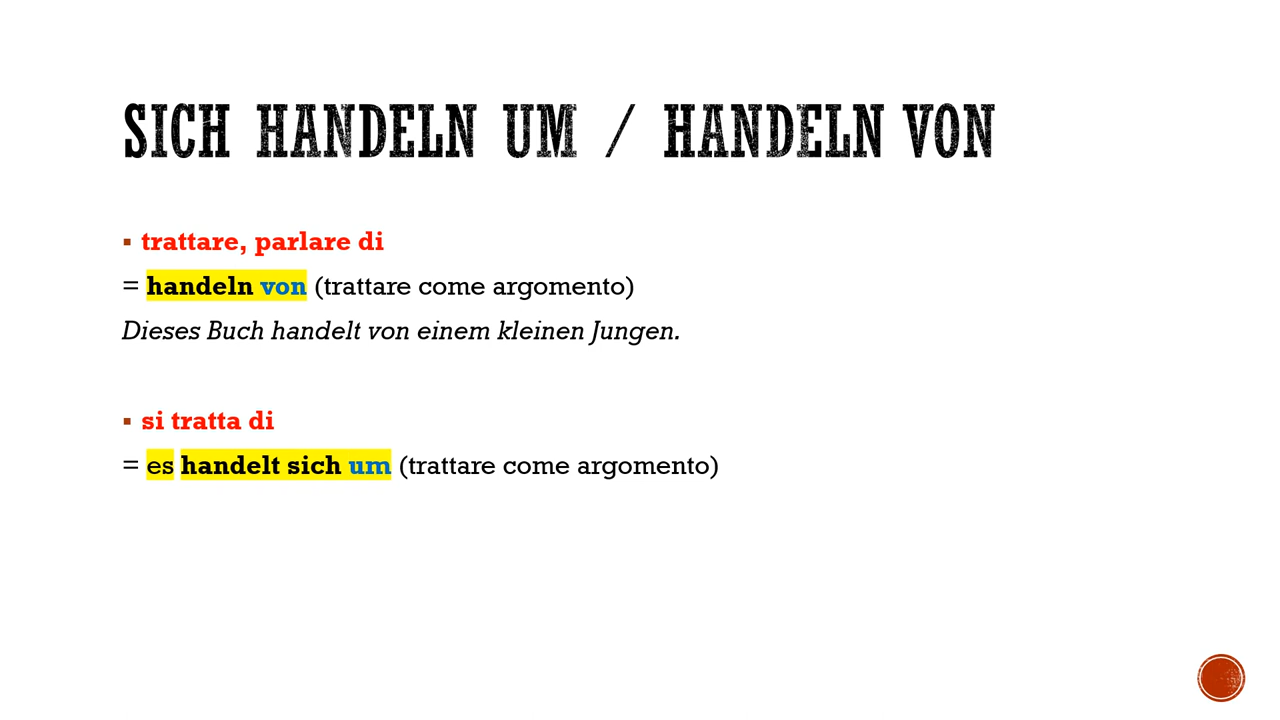 SICH HANDELN UM / HANDELN VON
▪ trattare, parlare di
= handeln von (trattare come argomento)
Dieses Buch handelt von einem kleinen Jungen.
▪ si tratta di
= es handelt sich um (trattare come argomento)